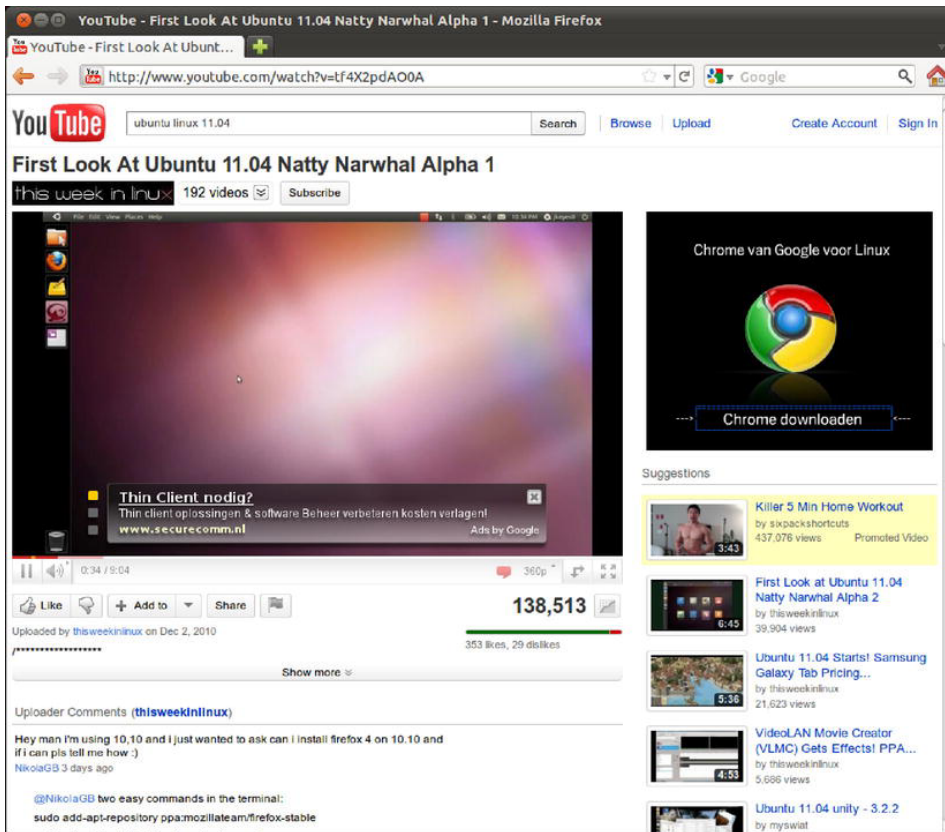 YouTube - First Look At Ubuntu 11.04 Natty Narwhal Alpha 1 - Mozilla Firefox
YouTube - First Look At Ubunt...
http://www.youtube.com/watch?v=tf4X2pdAO0A
Google
You Tube
ubuntu linux 11.04
Search
Browse
Upload
Create Account
Sign In
First Look At Ubuntu 11.04 Natty Narwhal Alpha 1
this week in linux
192 videos
Subscribe
File Edit View Places Help
10:34 PM
Thin Client nodig?
Thin client oplossingen & software Beheer verbeteren kosten verlagen!
www.securecomm.nl
Ads by Google
0:34 / 9:04
360p
Like
Add to
Share
138,513
Uploaded by thisweekinlinux on Dec 2, 2010
353 likes, 29 dislikes
/******************
Show more
Uploader Comments (thisweekinlinux)
Hey man i'm using 10,10 and i just wanted to ask can i install firefox 4 on 10.10 and
if i can pls tell me how :)
NikolaGB 3 days ago
@NikolaGB two easy commands in the terminal:
sudo add-apt-repository ppa:mozillateam/firefox-stable
Chrome van Google voor Linux
---> Chrome downloaden <---
Suggestions
Killer 5 Min Home Workout
by sixpackshortcuts
437,076 views
Promoted Video
3:43
First Look at Ubuntu 11.04
Natty Narwhal Alpha 2
by thisweekinlinux
39,904 views
6:45
Ubuntu 11.04 Starts! Samsung
Galaxy Tab Pricing...
by thisweekinlinux
21,623 views
5:36
VideoLAN Movie Creator
(VLMC) Gets Effects! PPA...
by thisweekinlinux
5,686 views
4:53
Ubuntu 11.04 unity - 3.2.2
by myswiat